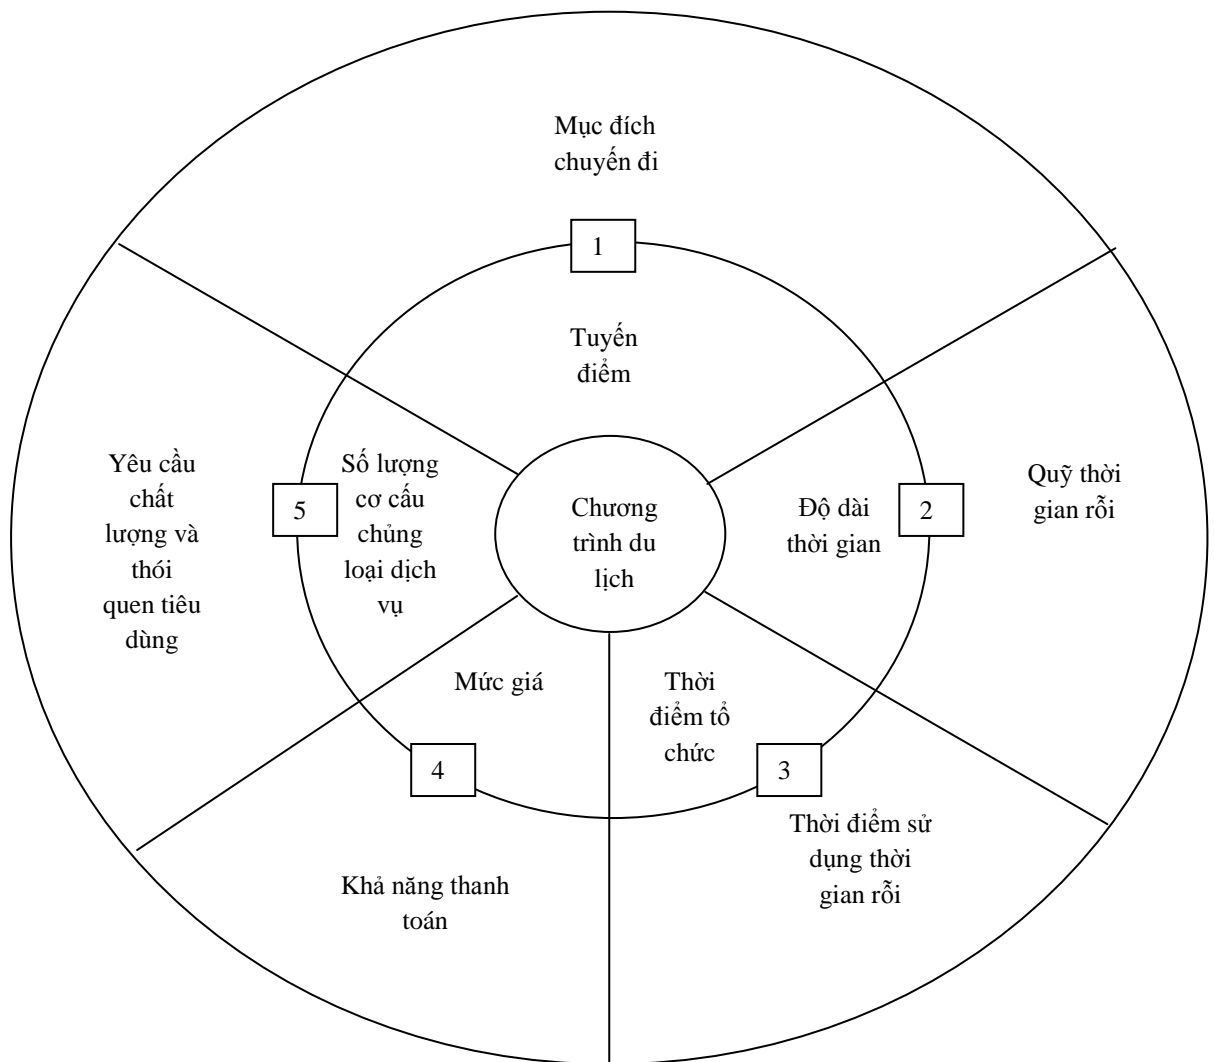 Mục đích
chuyến đi
1
Tuyến
điểm
Yêu cầu
chất
lượng và
thói
quen tiêu
dùng
5
Số lượng
cơ cấu
chủng
loại dịch
vụ
Chương
trình du
lịch
Độ dài
thời gian
2
Quỹ thời
gian rỗi
Mức giá
Thời
điểm tổ
chức
4
3
Thời điểm sử
dụng thời
gian rỗi
Khả năng thanh
toán